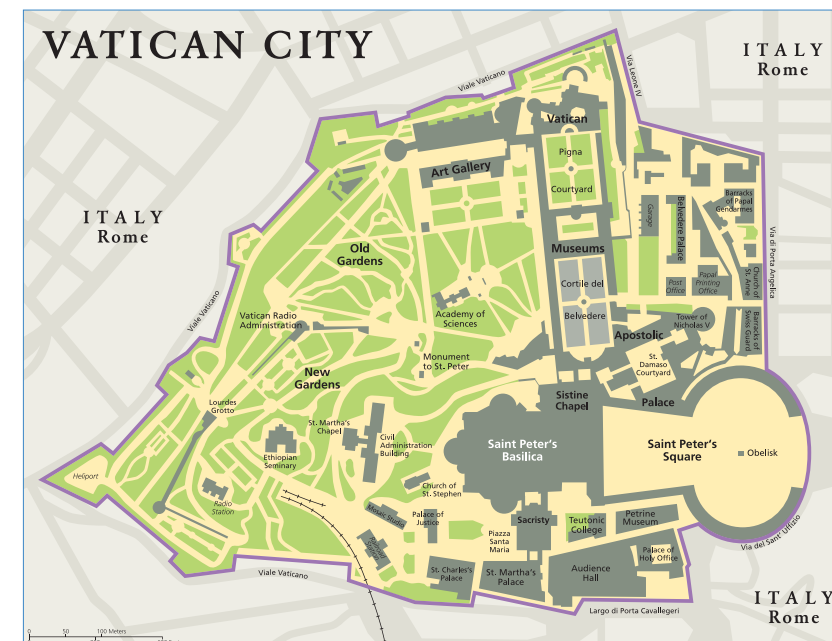 VATICAN CITY
ITALY
Rome
Viale Vaticano
Via Leone IV
Vatican
Pigna
Courtyard
Art Gallery
Barracks
of Papal
Gendarmes
Garage
Belvedere Palace
ITALY
Rome
Old
Gardens
Museums
Via di Porta Angelica
Cortile del
Belvedere
Post
Office
Papal
Printing
Office
Church of
St. Anne
Viale Vaticano
Vatican Radio
Administration
Academy of
Sciences
Tower of
Nicholas V
Barracks of
Swiss Guard
Apostolic
Monument
to St. Peter
St.
Damaso
Courtyard
New
Gardens
Sistine
Chapel
Palace
Lourdes
Grotto
St. Martha's
Chapel
Civil
Administration
Building
Saint Peter's
Basilica
Saint Peter's
Square
Obelisk
Ethiopian
Seminary
Heliport
Church of
St. Stephen
Radio
Station
Mosaic Studio
Palace of
Justice
Sacristy
Teutonic
College
Petrine
Museum
Piazza
Santa
Maria
Via del Sant' Uffizio
Palace of
Holy Office
Viale Vaticano
St. Charles's
Palace
St. Martha's
Palace
Audience
Hall
ITALY
Rome
Largo di Porta Cavallegeri
0 50 100 Meters